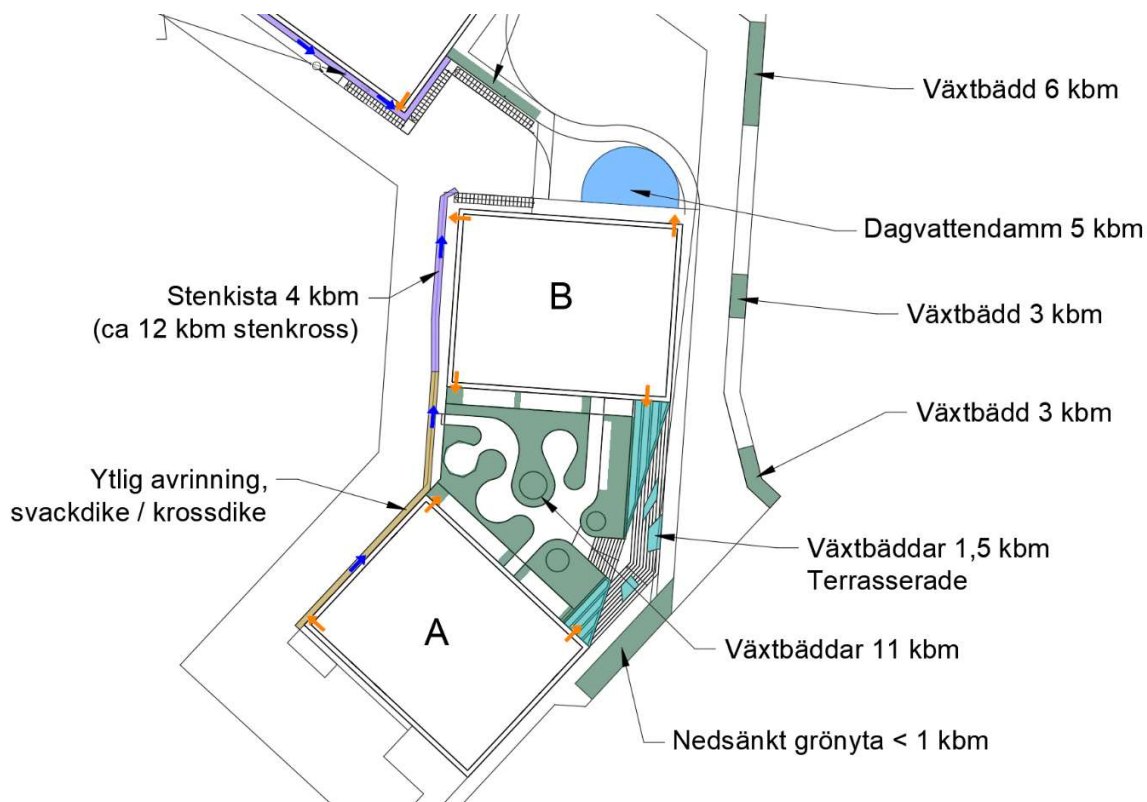 Växtbädd 6 kbm
Dagvattendamm 5 kbm
B
Stenkista 4 kbm
(ca 12 kbm stenkross)
Växtbädd 3 kbm
Växtbädd 3 kbm
Ytlig avrinning,
svackdike / krossdike
Växtbäddar 1,5 kbm
Terrasserade
A
Växtbäddar 11 kbm
Nedsänkt grönyta < 1 kbm